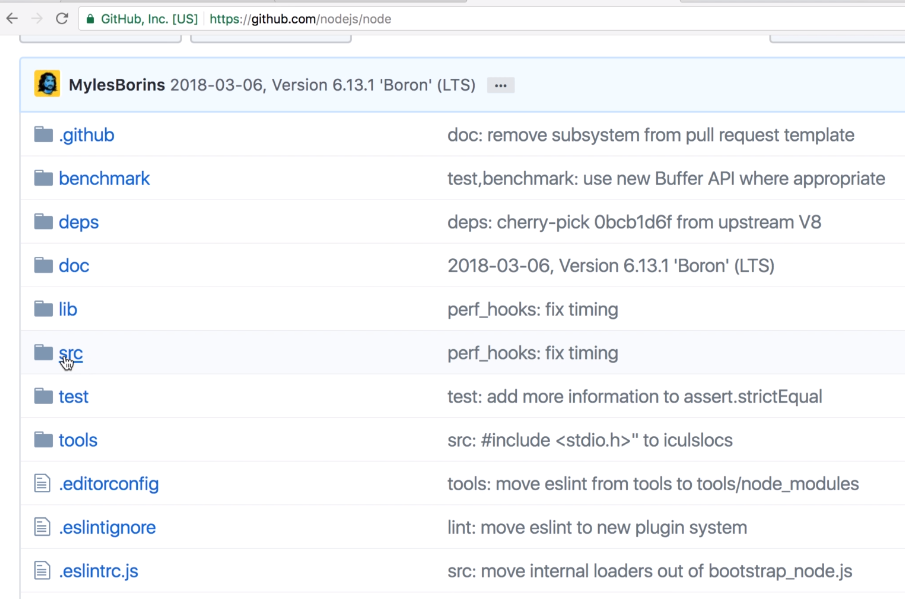 GitHub, Inc. [US] https://github.com/nodejs/node
MylesBorins 2018-03-06, Version 6.13.1 'Boron' (LTS) ...
.github doc: remove subsystem from pull request template
benchmark test,benchmark: use new Buffer API where appropriate
deps deps: cherry-pick 0bcb1d6f from upstream V8
doc 2018-03-06, Version 6.13.1 'Boron' (LTS)
lib perf_hooks: fix timing
src perf_hooks: fix timing
test test: add more information to assert.strictEqual
tools src: #include <stdio.h>" to iculslocs
.editorconfig tools: move eslint from tools to tools/node_modules
.eslintignore lint: move eslint to new plugin system
.eslintrc.js src: move internal loaders out of bootstrap_node.js